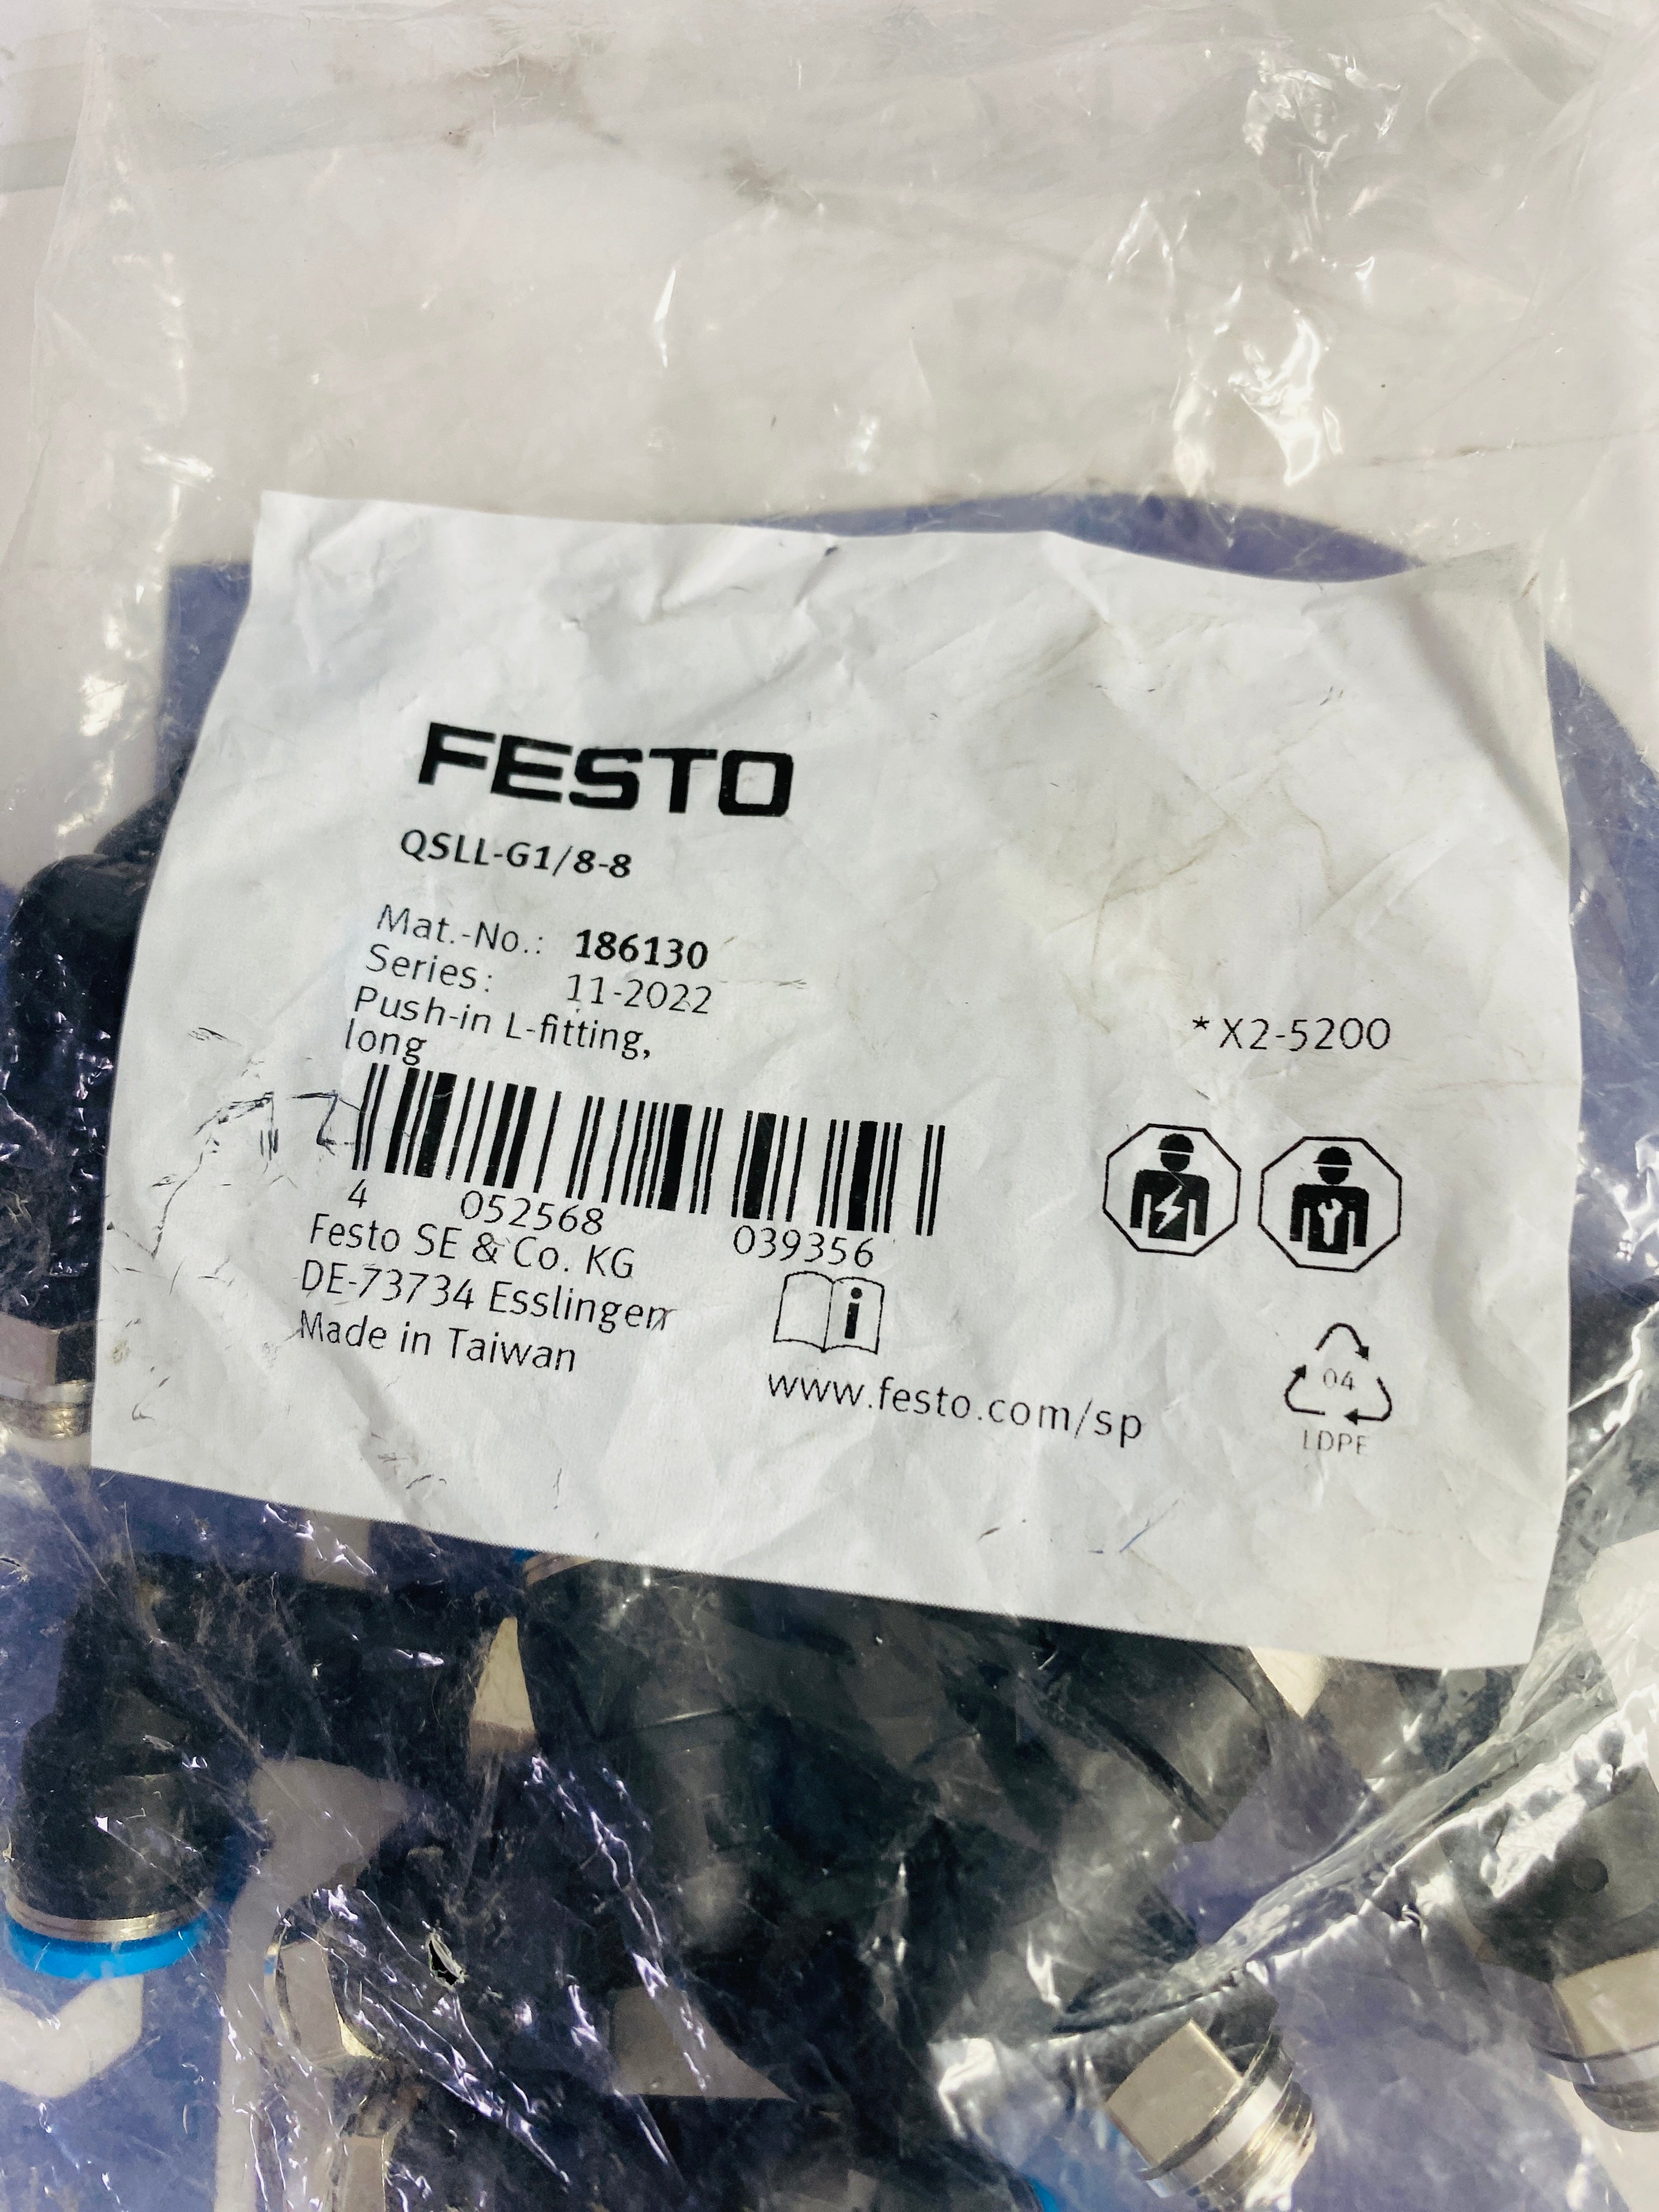 FESTO
QSLL-G1/8-8
Mat.-No.: 186130
Series: 11-2022
Push-in L-fitting,
long
* X2-5200
4 052568 039356
Festo SE & Co. KG
DE-73734 Esslingen
Made in Taiwan
i
www.festo.com/sp
04
LDPE